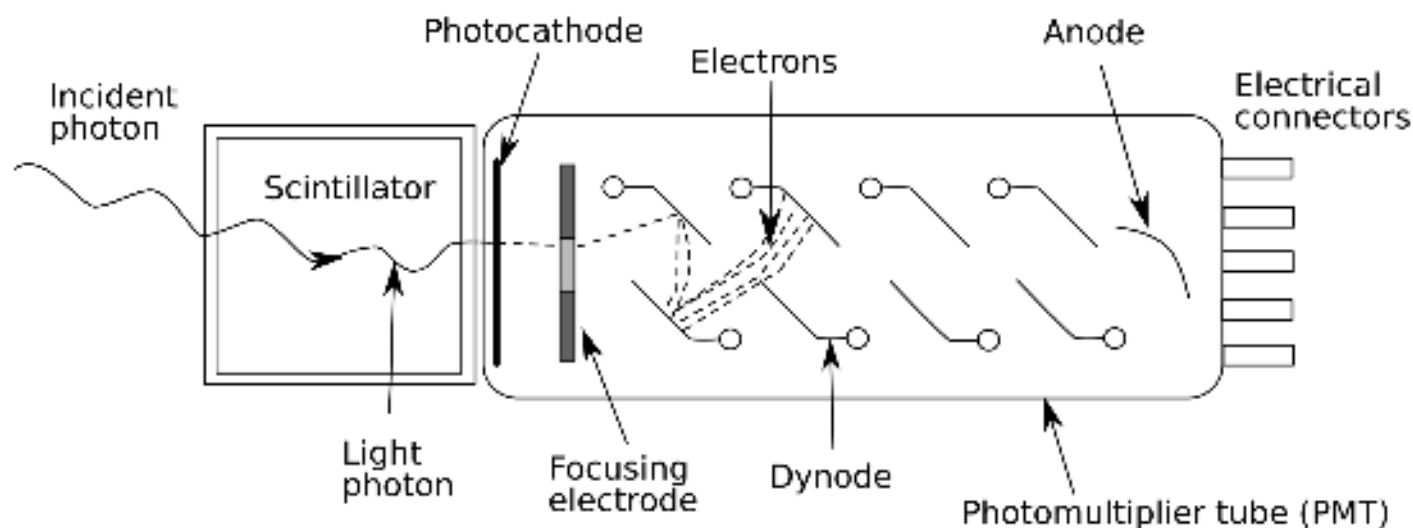 Photocathode
Anode
Electrons
Incident
photon
Electrical
connectors
Scintillator
Light
photon
Focusing
electrode
Dynode
Photomultiplier tube (PMT)